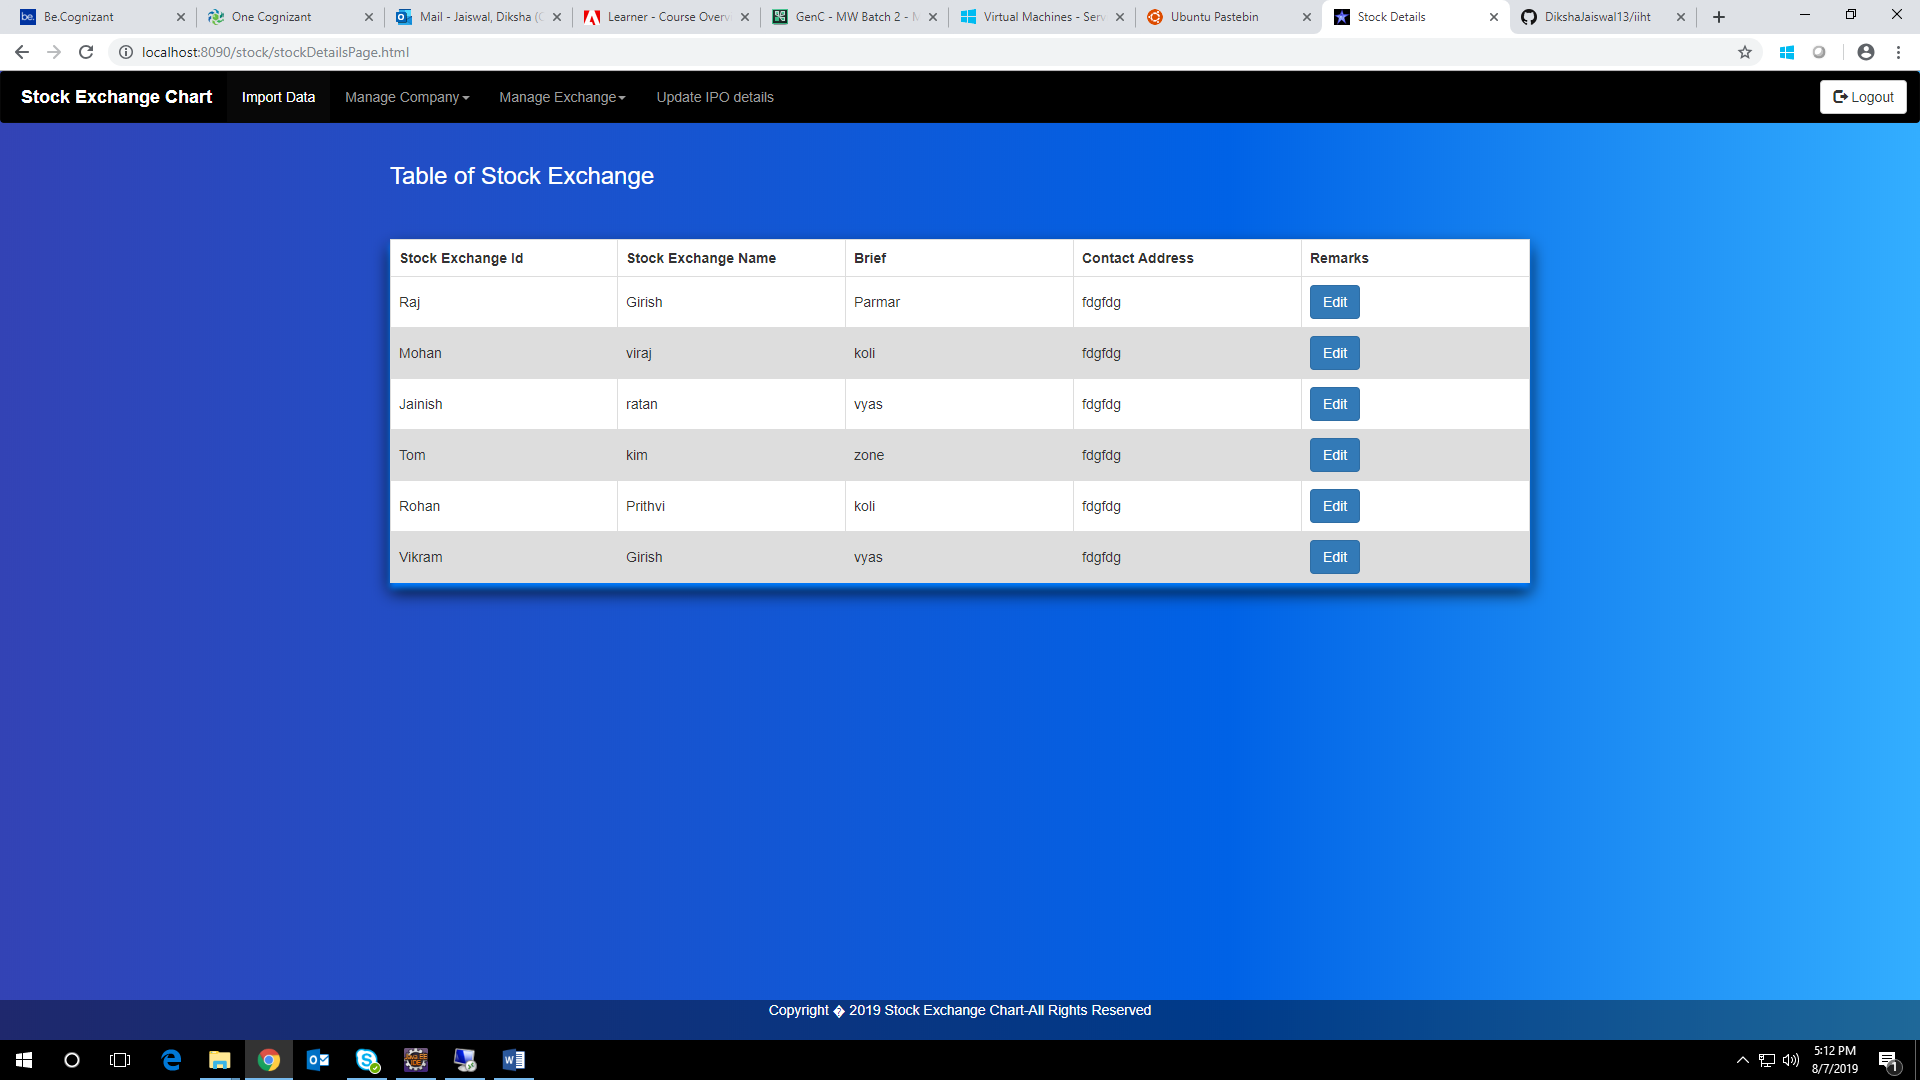 Be.Cognizant
One Cognizant
Mail - Jaiswal, Diksha (C
Learner - Course Overv
GenC - MW Batch 2 - M
Virtual Machines - Serv
Ubuntu Pastebin
Stock Details
DikshaJaiswal13/iiht
localhost:8090/stock/stockDetailsPage.html
Stock Exchange Chart Import Data Manage Company Manage Exchange Update IPO details Logout
Table of Stock Exchange
Stock Exchange Id Stock Exchange Name Brief Contact Address Remarks
Raj Girish Parmar fdgfdg Edit
Mohan viraj koli fdgfdg Edit
Jainish ratan vyas fdgfdg Edit
Tom kim zone fdgfdg Edit
Rohan Prithvi koli fdgfdg Edit
Vikram Girish vyas fdgfdg Edit
Copyright � 2019 Stock Exchange Chart-All Rights Reserved
5:12 PM
8/7/2019
1